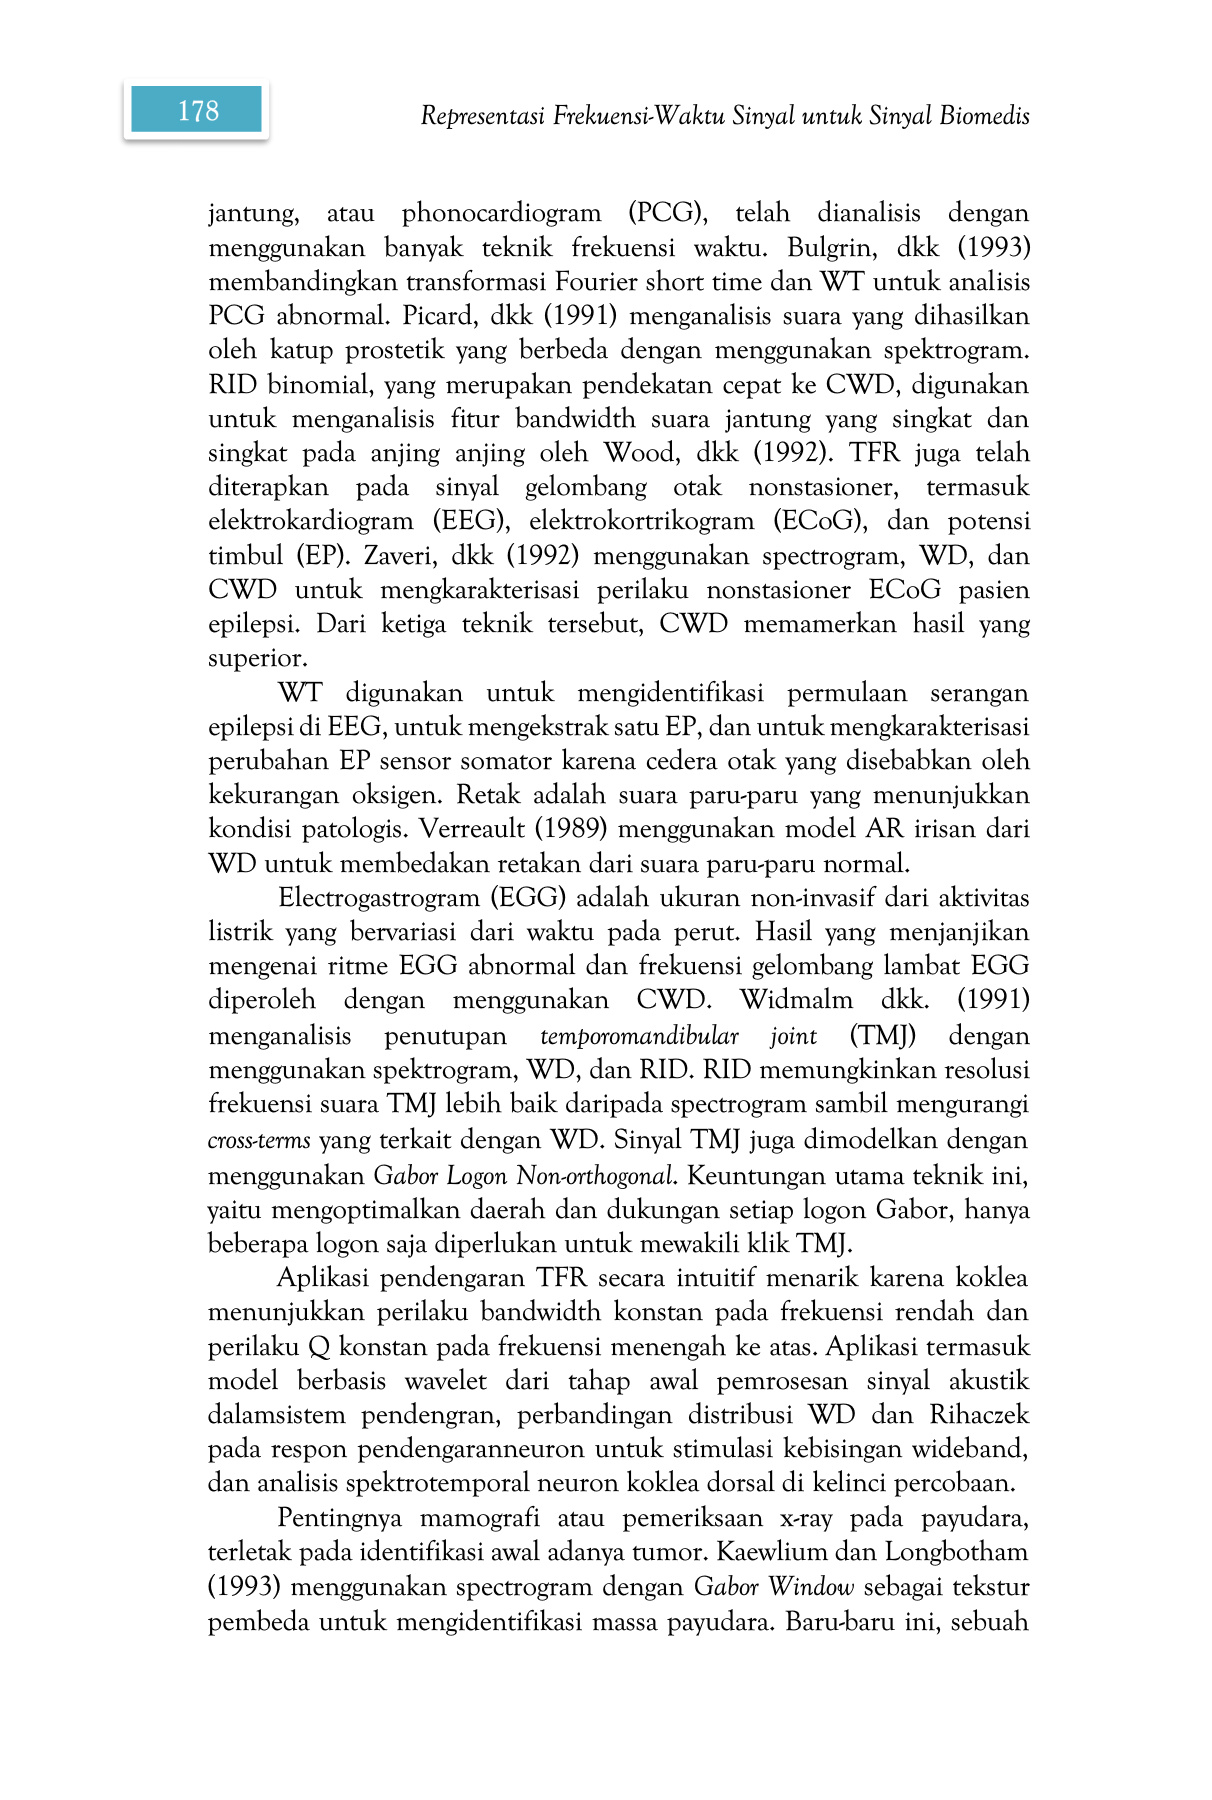 178
Representasi Frekuensi-Waktu Sinyal untuk Sinyal Biomedis
jantung, atau phonocardiogram (PCG), telah dianalisis dengan
menggunakan banyak teknik frekuensi waktu. Bulgrin, dkk (1993)
membandingkan transformasi Fourier short time dan WT untuk analisis
PCG abnormal. Picard, dkk (1991) menganalisis suara yang dihasilkan
oleh katup prostetik yang berbeda dengan menggunakan spektrogram.
RID binomial, yang merupakan pendekatan cepat ke CWD, digunakan
untuk menganalisis fitur bandwidth suara jantung yang singkat dan
singkat pada anjing anjing oleh Wood, dkk (1992). TFR juga telah
diterapkan pada sinyal gelombang otak nonstasioner, termasuk
elektrokardiogram (EEG), elektrokortrikogram (ECoG), dan potensi
timbul (EP). Zaveri, dkk (1992) menggunakan spectrogram, WD, dan
CWD untuk mengkarakterisasi perilaku nonstasioner ECoG pasien
epilepsi. Dari ketiga teknik tersebut, CWD memamerkan hasil yang
superior.
WT digunakan untuk mengidentifikasi permulaan serangan
epilepsi di EEG, untuk mengekstrak satu EP, dan untuk mengkarakterisasi
perubahan EP sensor somator karena cedera otak yang disebabkan oleh
kekurangan oksigen. Retak adalah suara paru-paru yang menunjukkan
kondisi patologis. Verreault (1989) menggunakan model AR irisan dari
WD untuk membedakan retakan dari suara paru-paru normal.
Electrogastrogram (EGG) adalah ukuran non-invasif dari aktivitas
listrik yang bervariasi dari waktu pada perut. Hasil yang menjanjikan
mengenai ritme EGG abnormal dan frekuensi gelombang lambat EGG
diperoleh dengan menggunakan CWD. Widmalm dkk. (1991)
menganalisis penutupan temporomandibular joint (TMJ) dengan
menggunakan spektrogram, WD, dan RID. RID memungkinkan resolusi
frekuensi suara TMJ lebih baik daripada spectrogram sambil mengurangi
cross-terms yang terkait dengan WD. Sinyal TMJ juga dimodelkan dengan
menggunakan Gabor Logon Non-orthogonal. Keuntungan utama teknik ini,
yaitu mengoptimalkan daerah dan dukungan setiap logon Gabor, hanya
beberapa logon saja diperlukan untuk mewakili klik TMJ.
Aplikasi pendengaran TFR secara intuitif menarik karena koklea
menunjukkan perilaku bandwidth konstan pada frekuensi rendah dan
perilaku Q konstan pada frekuensi menengah ke atas. Aplikasi termasuk
model berbasis wavelet dari tahap awal pemrosesan sinyal akustik
dalamsistem pendengran, perbandingan distribusi WD dan Rihaczek
pada respon pendengaranneuron untuk stimulasi kebisingan wideband,
dan analisis spektrotemporal neuron koklea dorsal di kelinci percobaan.
Pentingnya mamografi atau pemeriksaan x-ray pada payudara,
terletak pada identifikasi awal adanya tumor. Kaewlium dan Longbotham
(1993) menggunakan spectrogram dengan Gabor Window sebagai tekstur
pembeda untuk mengidentifikasi massa payudara. Baru-baru ini, sebuah